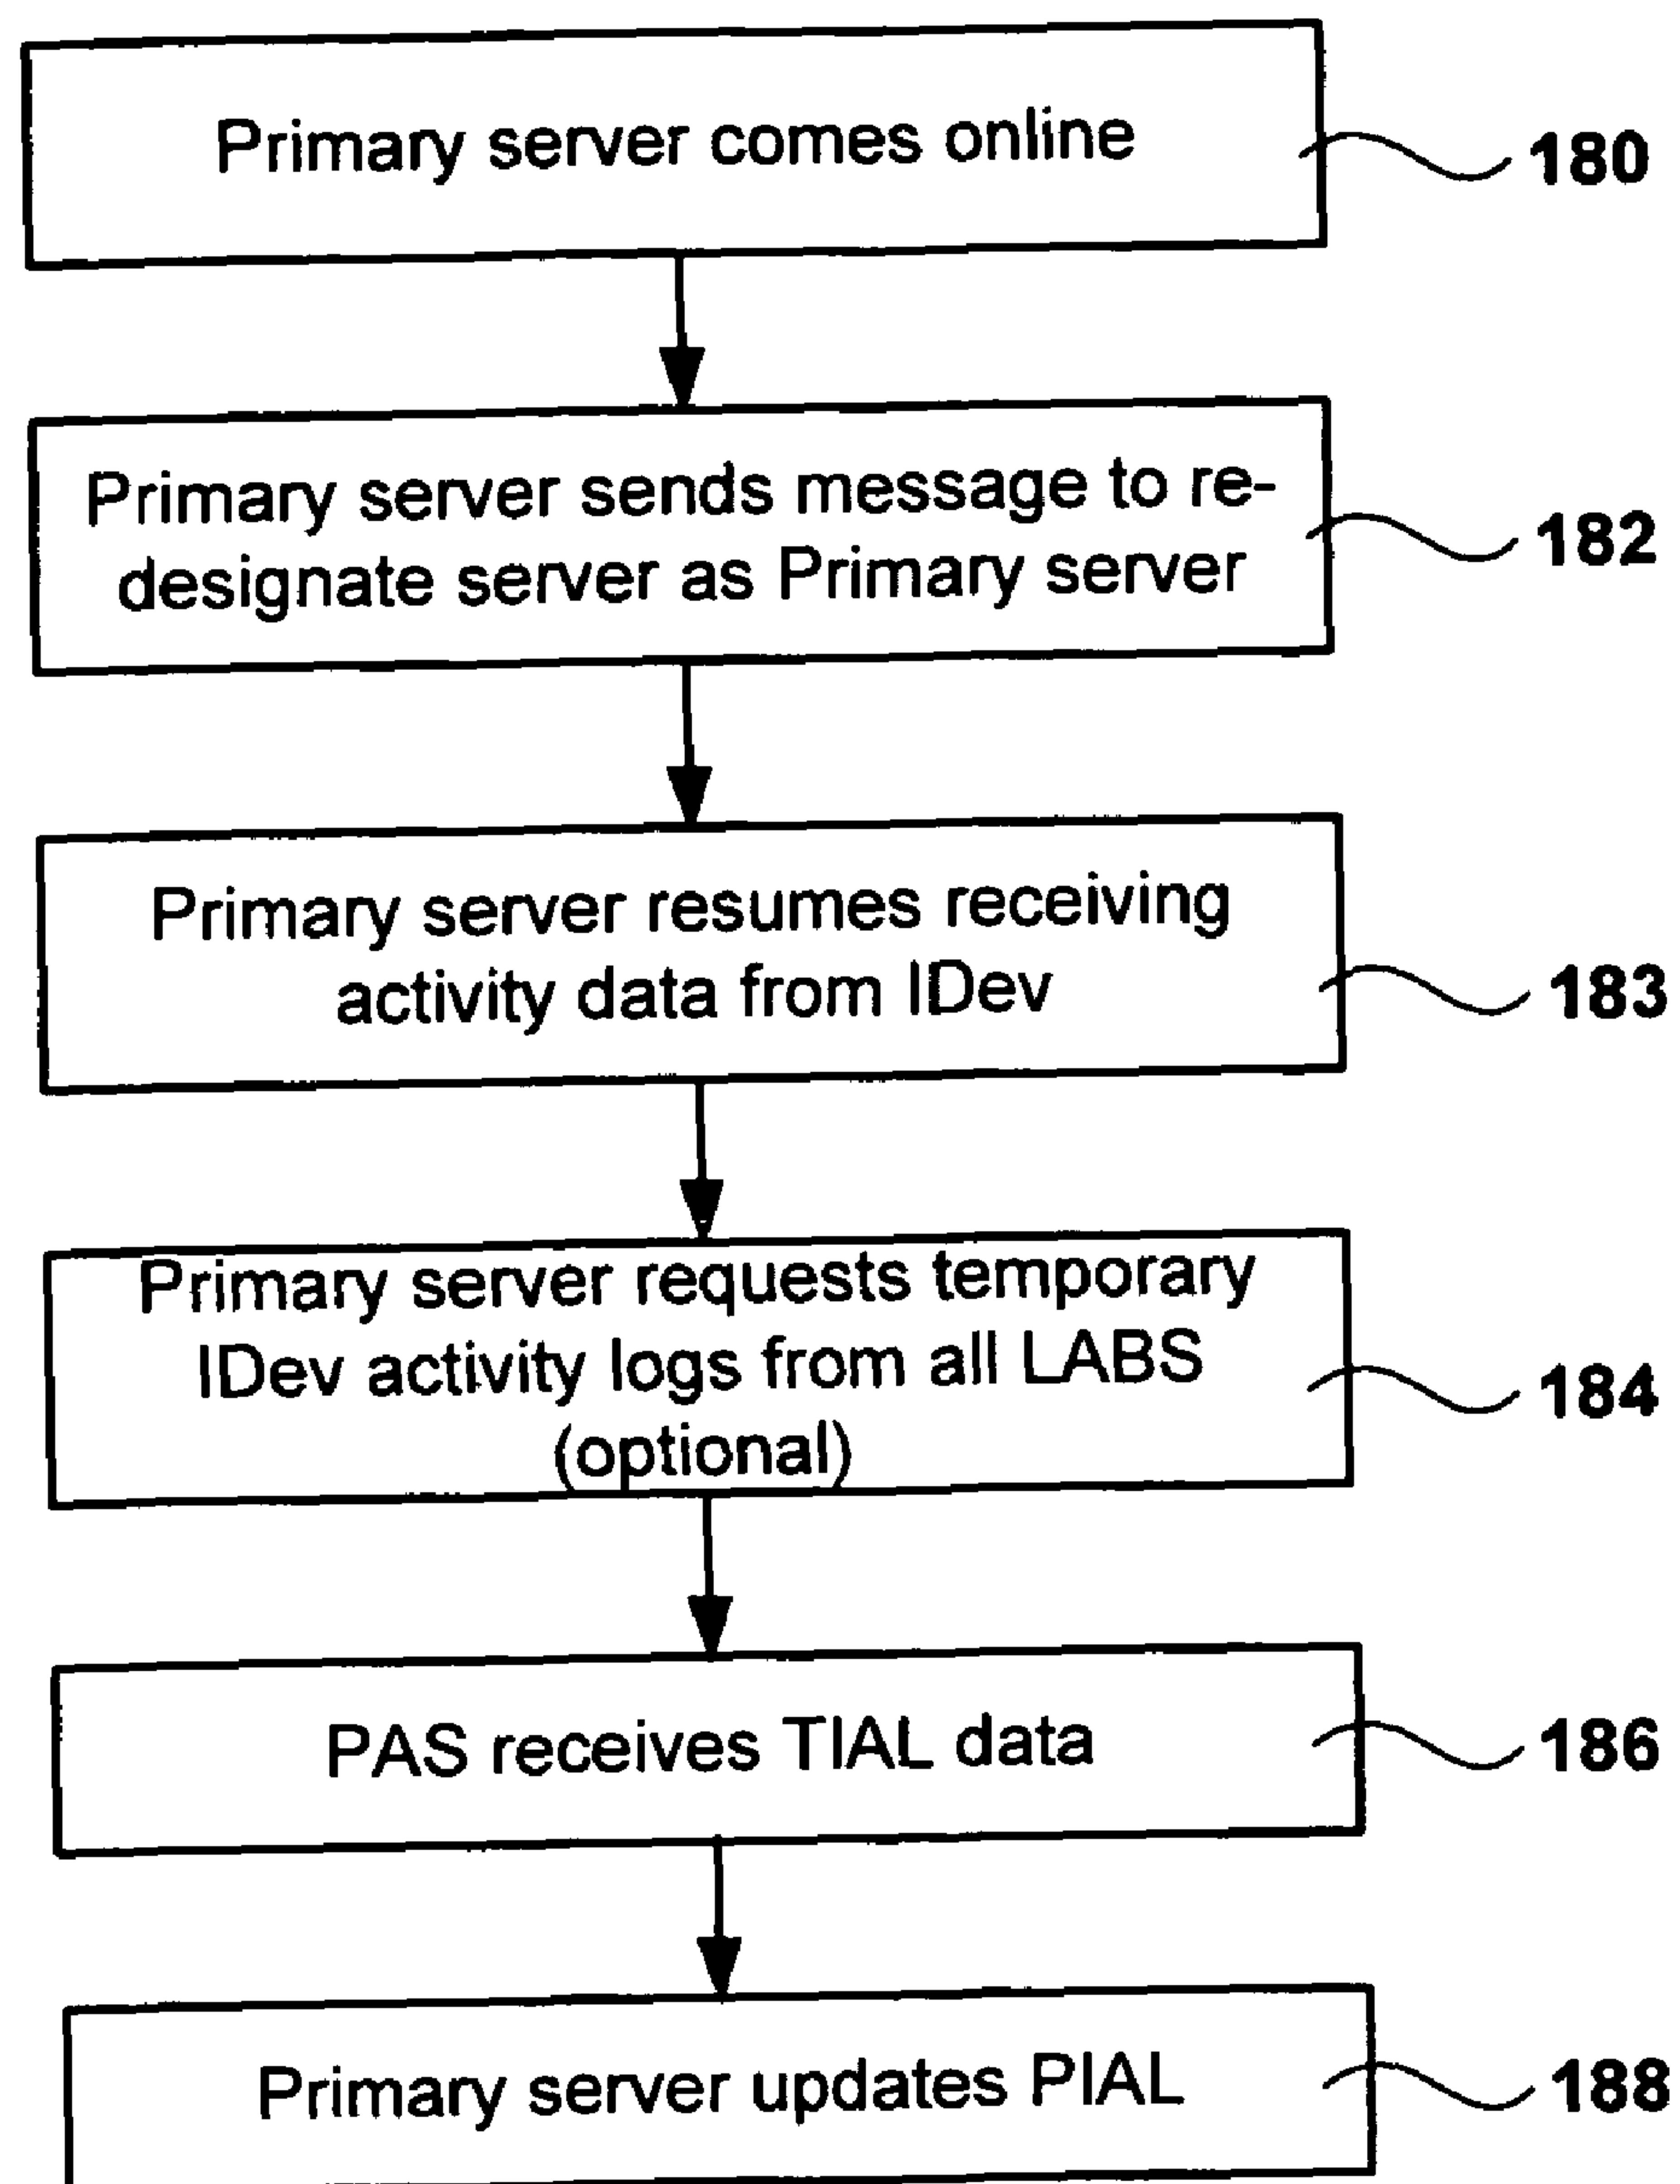 Primary server comes online
180
Primary server sends message to re-
designate server as Primary server
182
Primary server resumes receiving
activity data from IDev
183
Primary server requests temporary
IDev activity logs from all LABS
(optional)
184
PAS receives TIAL data
186
Primary server updates PIAL
188